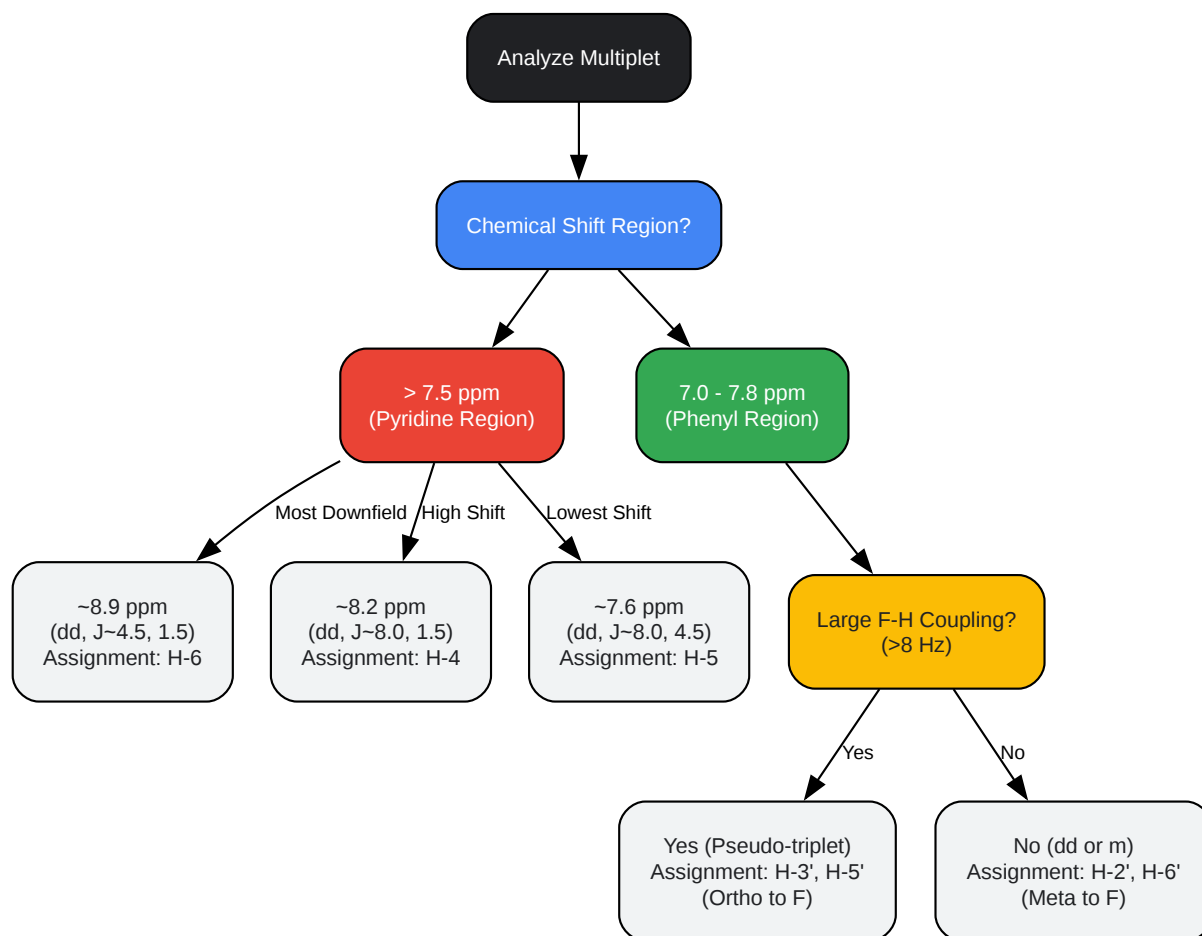 Analyze Multiplet
Chemical Shift Region?
> 7.5 ppm
(Pyridine Region)
7.0 - 7.8 ppm
(Phenyl Region)
Most Downfield
High Shift
Lowest Shift
~8.9 ppm
(dd, J~4.5, 1.5)
Assignment: H-6
~8.2 ppm
(dd, J~8.0, 1.5)
Assignment: H-4
~7.6 ppm
(dd, J~8.0, 4.5)
Assignment: H-5
Large F-H Coupling?
(>8 Hz)
Yes
No
Yes (Pseudo-triplet)
Assignment: H-3', H-5'
(Ortho to F)
No (dd or m)
Assignment: H-2', H-6'
(Meta to F)